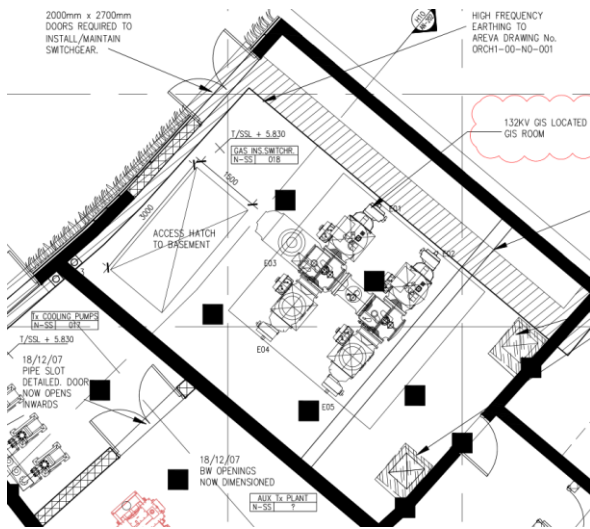 2000mm x 2700mm
DOORS REQUIRED TO
INSTALL/MAINTAIN
SWITCHGEAR.
H10
HIGH FREQUENCY
EARTHING TO
AREVA DRAWING No.
ORCH1-00-N0-001
132KV GIS LOCATED
GIS ROOM
T/SSL + 5.830
GAS INS.SWITCHR.
N-SS 018
1500
3000
ACCESS HATCH
TO BASEMENT
E01
E02
E03
E04
E05
Tx COOLING PUMPS
N-SS 017
T/SSL + 5.830
18/12/07
PIPE SLOT
DETAILED. DOOR
NOW OPENS
INWARDS
18/12/07
BW OPENINGS
NOW DIMENSIONED
AUX Tx PLANT
N-SS ?